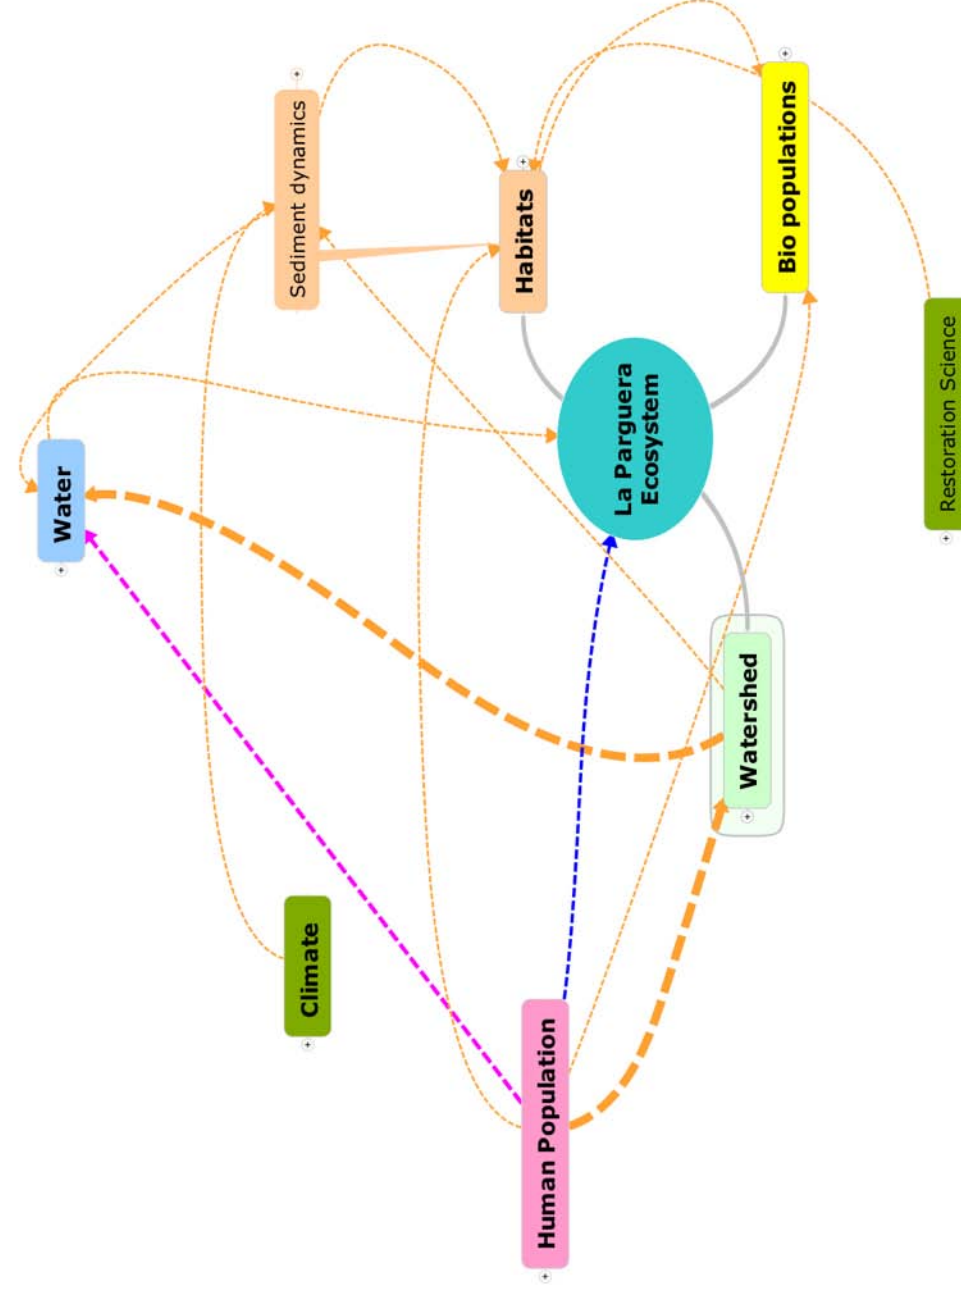 Water
Sediment dynamics
Climate
Habitats
Human Population
La Parguera
Ecosystem
Bio populations
Watershed
Restoration Science